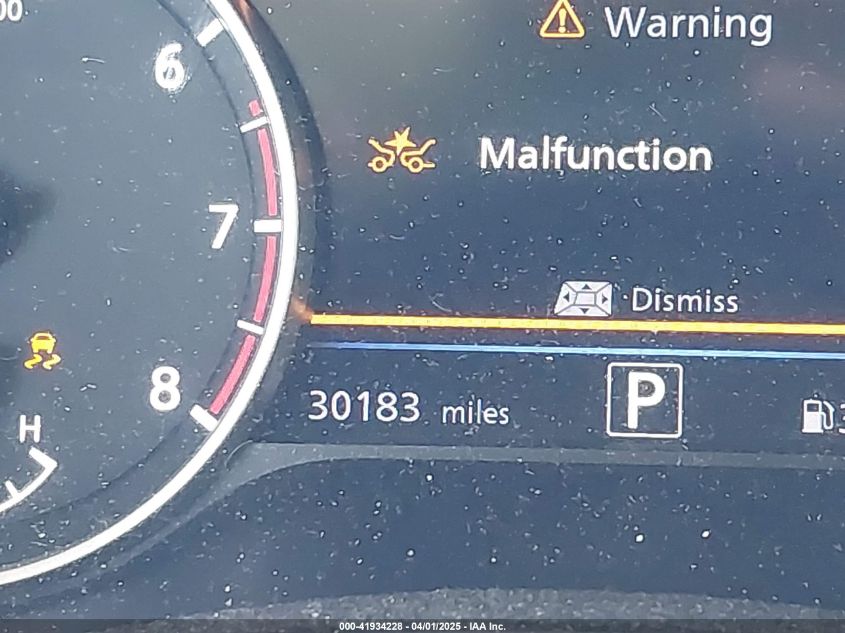 Warning
6
Malfunction
7
Dismiss
8
30183 miles
P
H
000-41934228 - 04/01/2025 - IAA Inc.